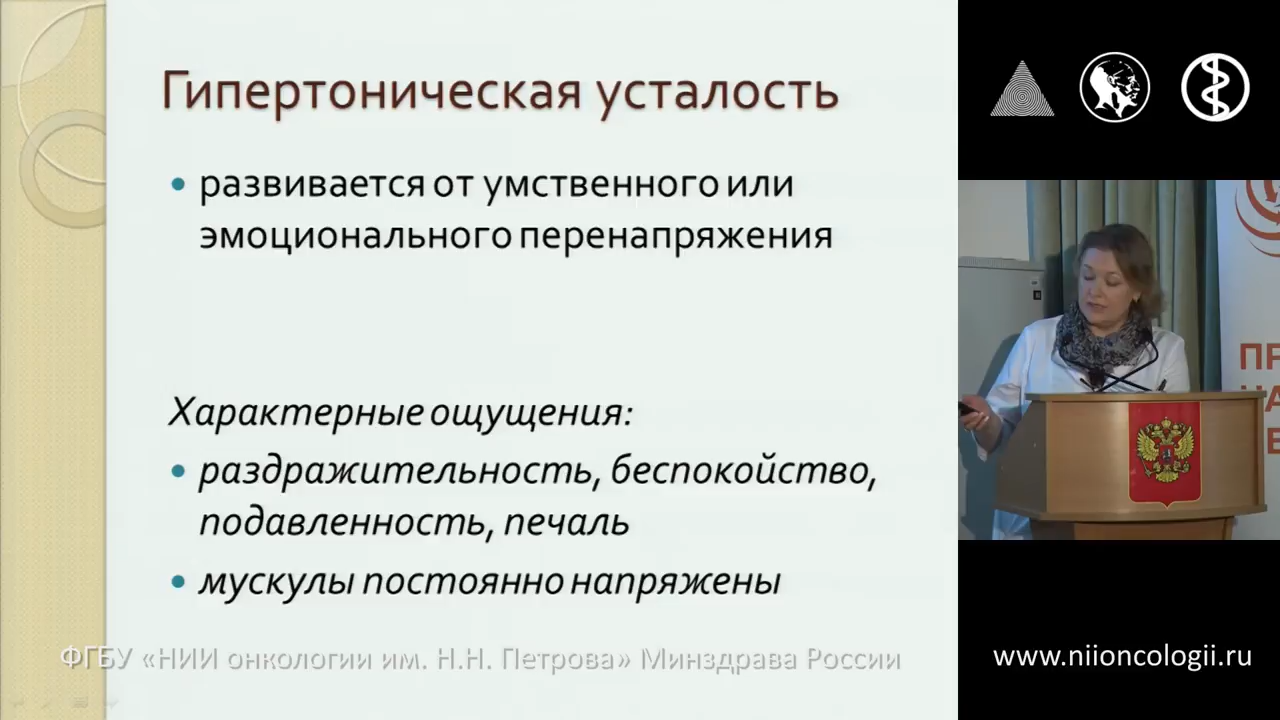 Гипертоническая усталость
• развивается от умственного или
эмоционального перенапряжения
Характерные ощущения:
• раздражительность, беспокойство,
подавленность, печаль
• мускулы постоянно напряжены
ФГБУ «НИИ онкологии им. Н.Н. Петрова» Минздрава России
www.niioncologii.ru